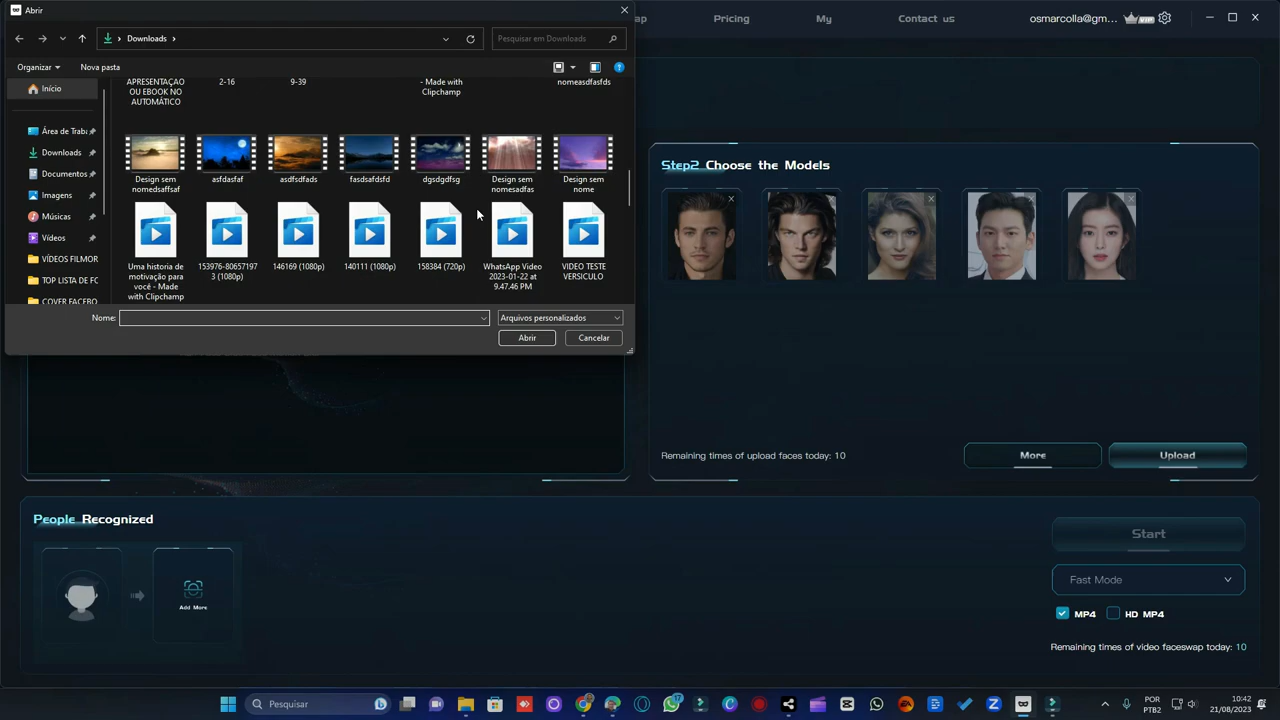 Abrir
Downloads
Pesquisar em Downloads
Organizar
Nova pasta
Início
Área de Traba
Downloads
Documentos
Imagens
Músicas
Vídeos
VÍDEOS FILMOR
TOP LISTA DE FC
COVER FACEBO
APRESENTAÇAO
OU EBOOK NO
AUTOMÁTICO
2-16
9-39
- Made with
Clipchamp
nomeasdfasfds
Design sem
nomedsaffsaf
asfdasfaf
asdfsdfads
fasdsafdsfd
dgsdgdfsg
Design sem
nomesadfas
Design sem
nome
Uma historia de
motivação para
você - Made
with Clipchamp
153976-80657197
3 (1080p)
146169 (1080p)
140111 (1080p)
158384 (720p)
WhatsApp Video
2023-01-22 at
9.47.46 PM
VIDEO TESTE
VERSICULO
Nome:
Arquivos personalizados
Abrir
Cancelar
ap
Pricing
My
Contact us
osmarcolla@gm...
VIP
Step2 Choose the Models
Remaining times of upload faces today: 10
More
Upload
People Recognized
Add More
Start
Fast Mode
MP4
HD MP4
Remaining times of video faceswap today: 10
Pesquisar
17
POR
PTB2
10:42
21/08/2023